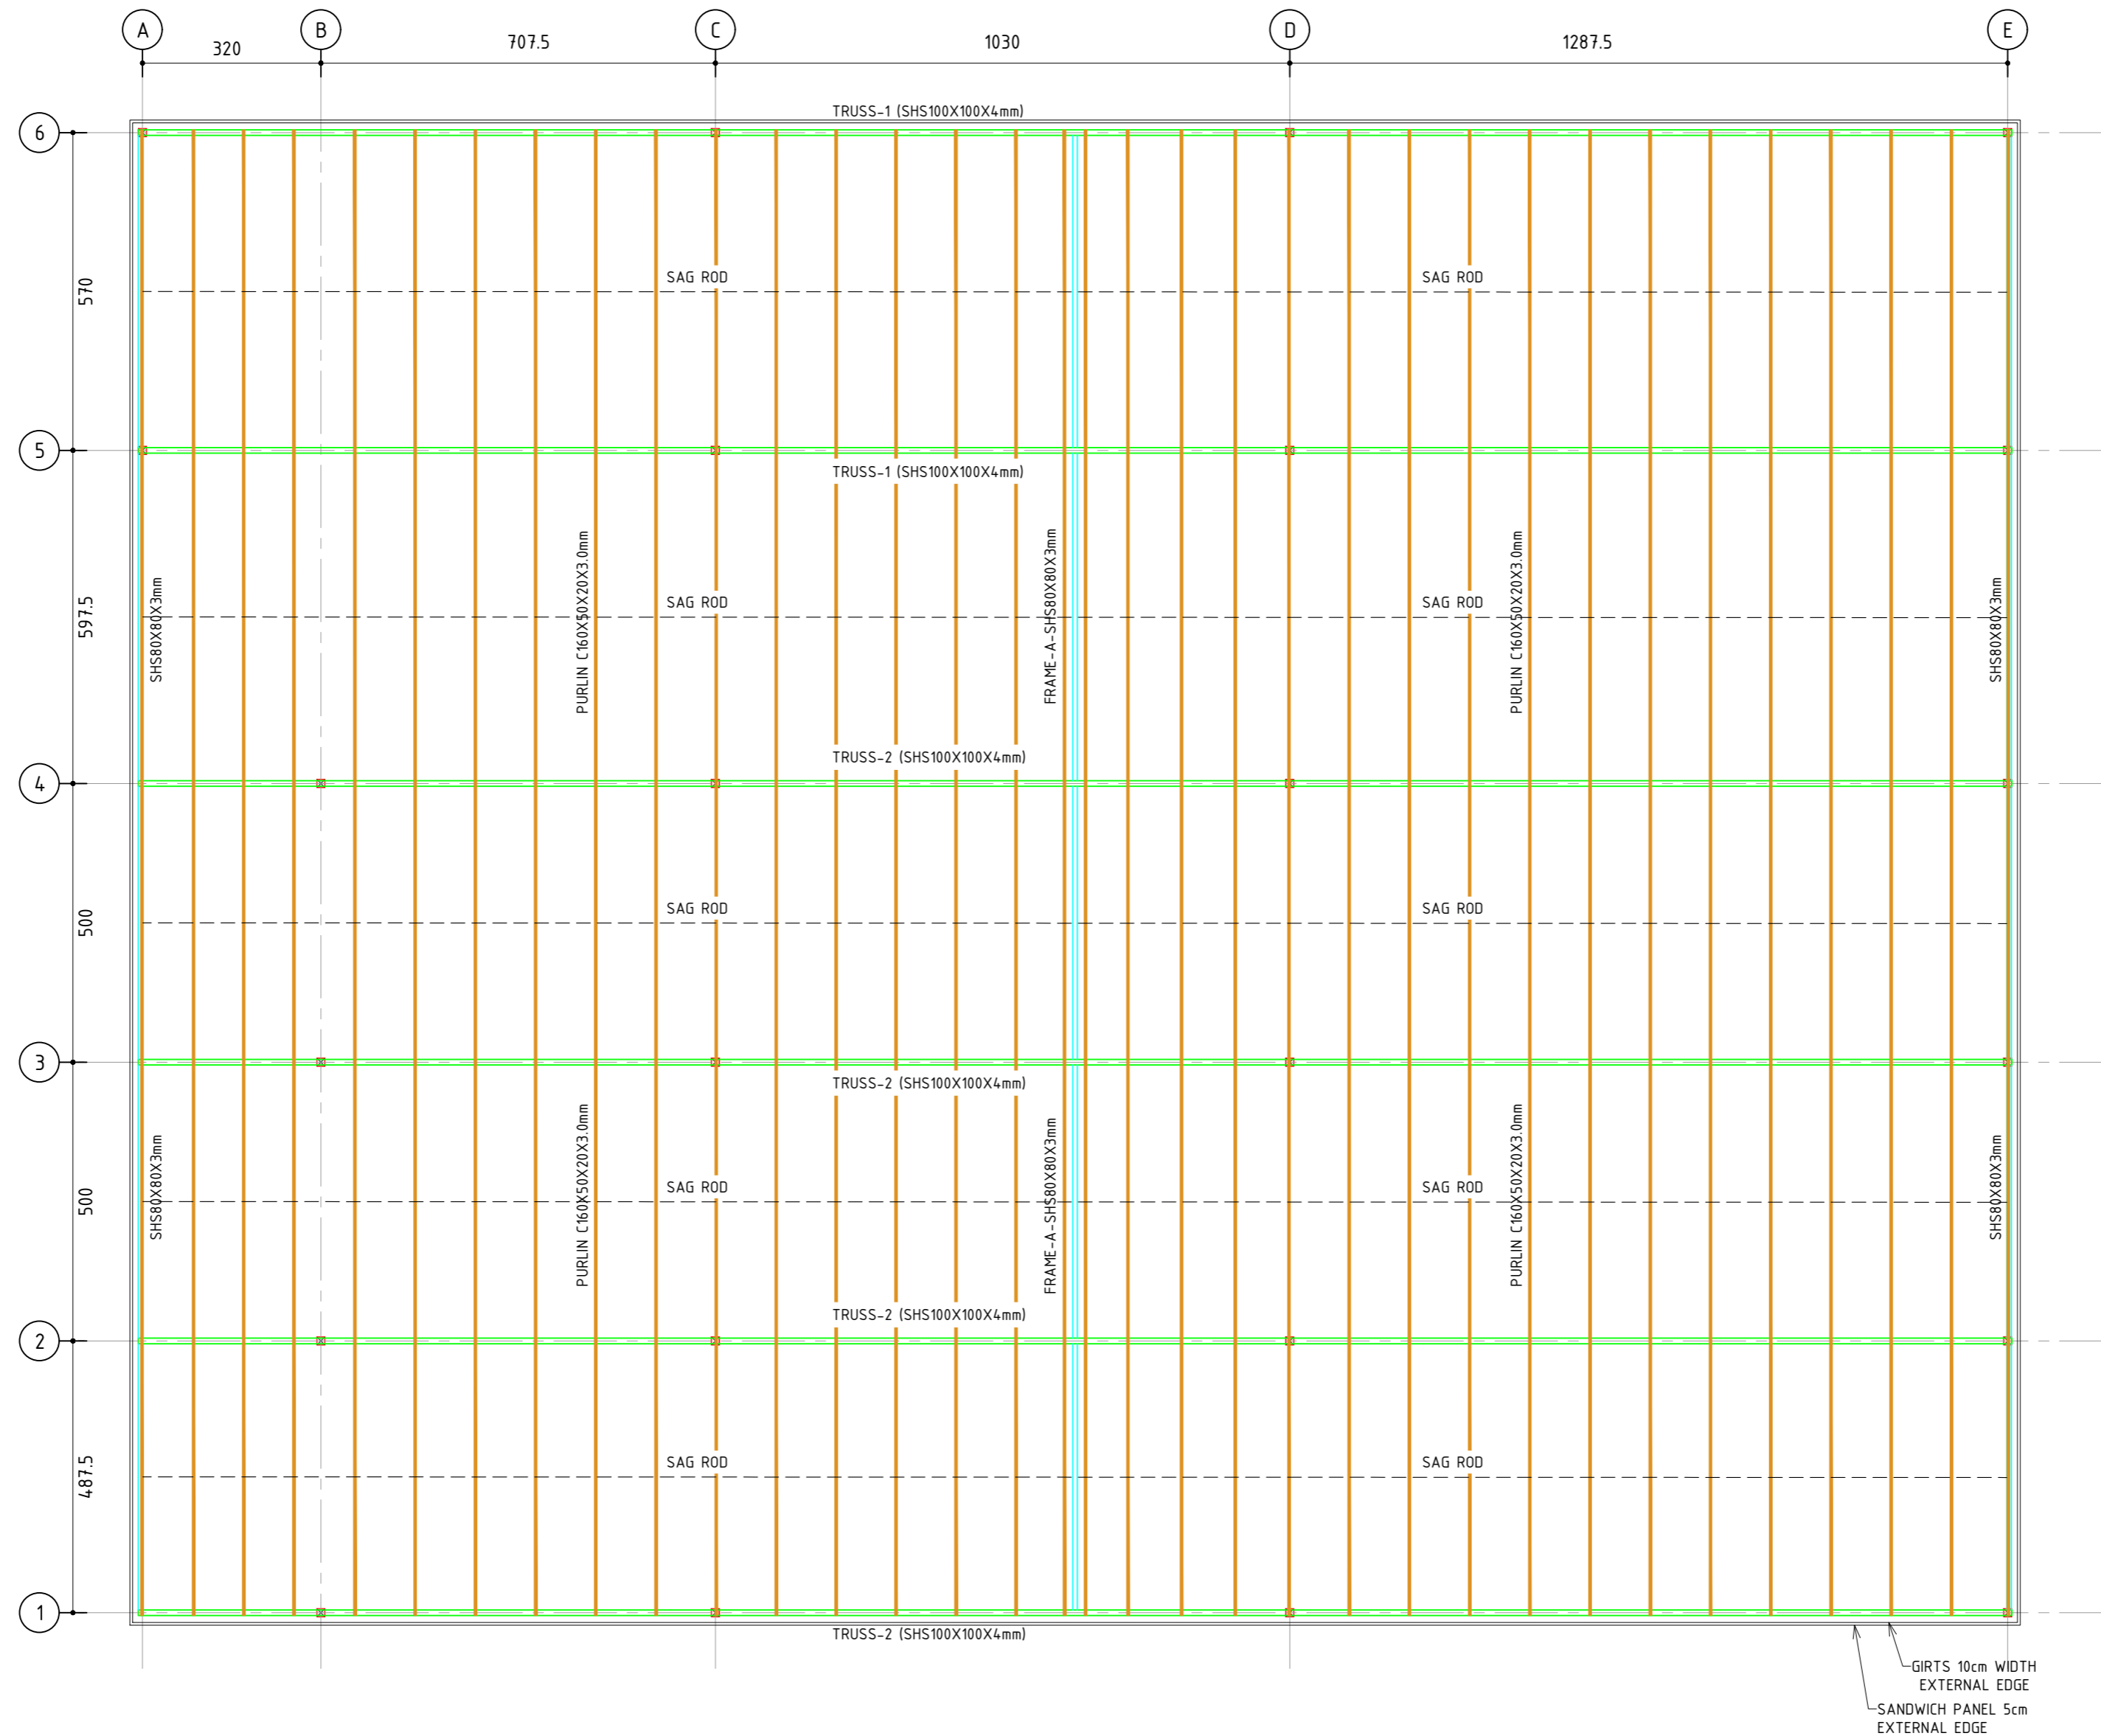 A
B
C
D
E
320
707.5
1030
1287.5
TRUSS-1 (SHS100X100X4mm)
6
SAG ROD
SAG ROD
570
5
TRUSS-1 (SHS100X100X4mm)
SHS80X80X3mm
PURLIN C160X50X20X3.0mm
FRAME-A-SHS80X80X3mm
PURLIN C160X50X20X3.0mm
SHS80X80X3mm
SAG ROD
SAG ROD
597.5
TRUSS-2 (SHS100X100X4mm)
4
SAG ROD
SAG ROD
500
3
TRUSS-2 (SHS100X100X4mm)
SHS80X80X3mm
PURLIN C160X50X20X3.0mm
FRAME-A-SHS80X80X3mm
PURLIN C160X50X20X3.0mm
SHS80X80X3mm
SAG ROD
SAG ROD
500
TRUSS-2 (SHS100X100X4mm)
2
SAG ROD
SAG ROD
487.5
1
TRUSS-2 (SHS100X100X4mm)
GIRTS 10cm WIDTH
EXTERNAL EDGE
SANDWICH PANEL 5cm
EXTERNAL EDGE